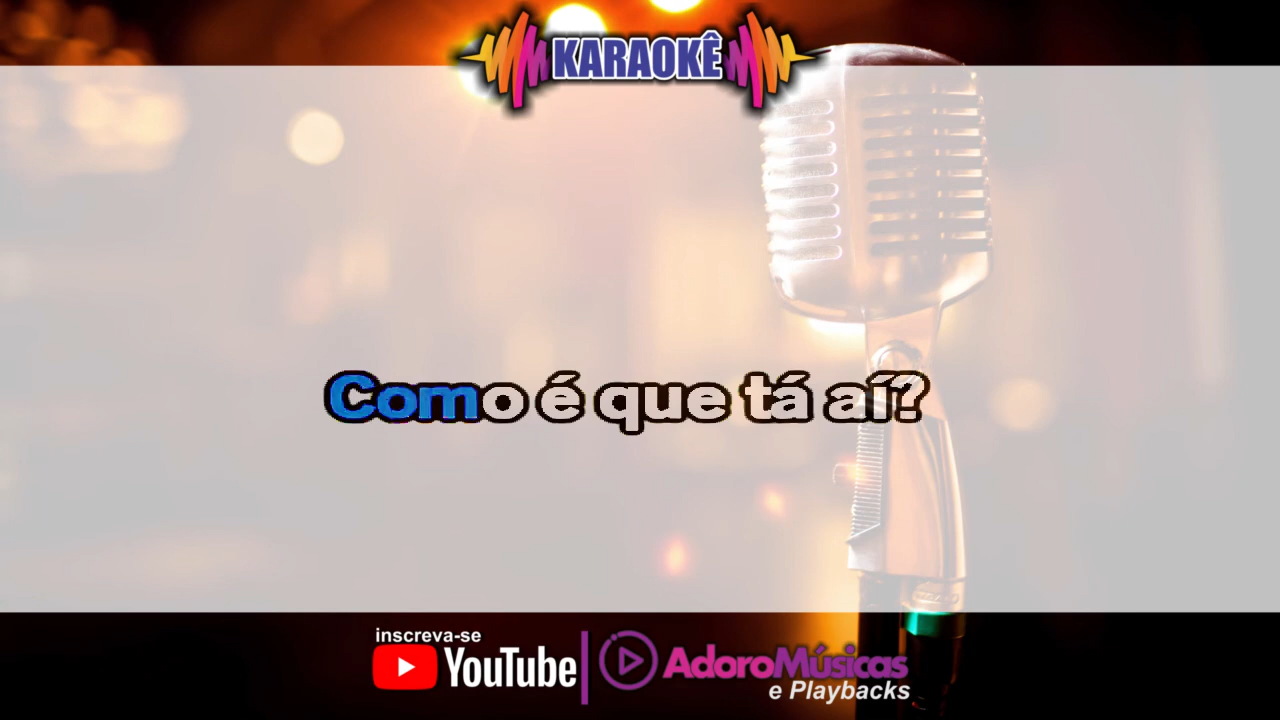 KARAOKÊ
Como é que tá aí?
inscreva-se
YouTube
AdoroMúsicas
e Playbacks